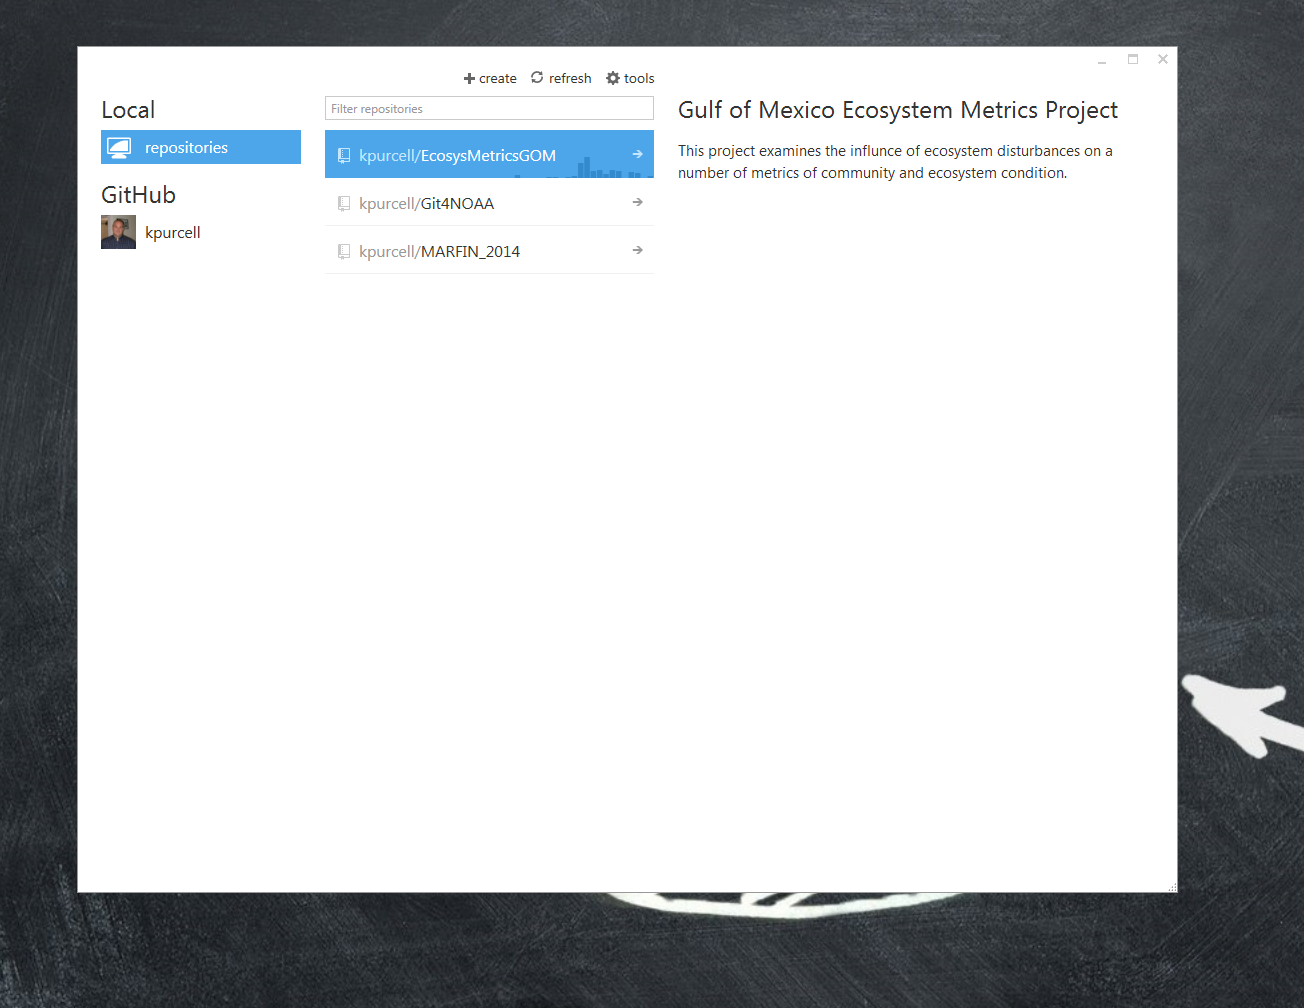 create refresh tools
Local
repositories
GitHub
kpurcell
Filter repositories
kpurcell/EcosysMetricsGOM
kpurcell/Git4NOAA
kpurcell/MARFIN_2014
Gulf of Mexico Ecosystem Metrics Project
This project examines the influnce of ecosystem disturbances on a
number of metrics of community and ecosystem condition.